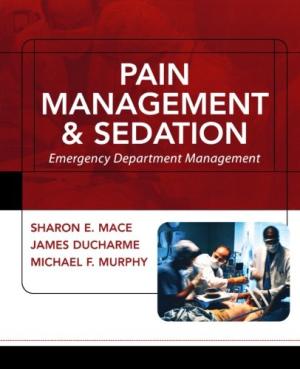 PAIN
MANAGEMENT
& SEDATION
Emergency Department Management
SHARON E. MACE
JAMES DUCHARME
MICHAEL F. MURPHY